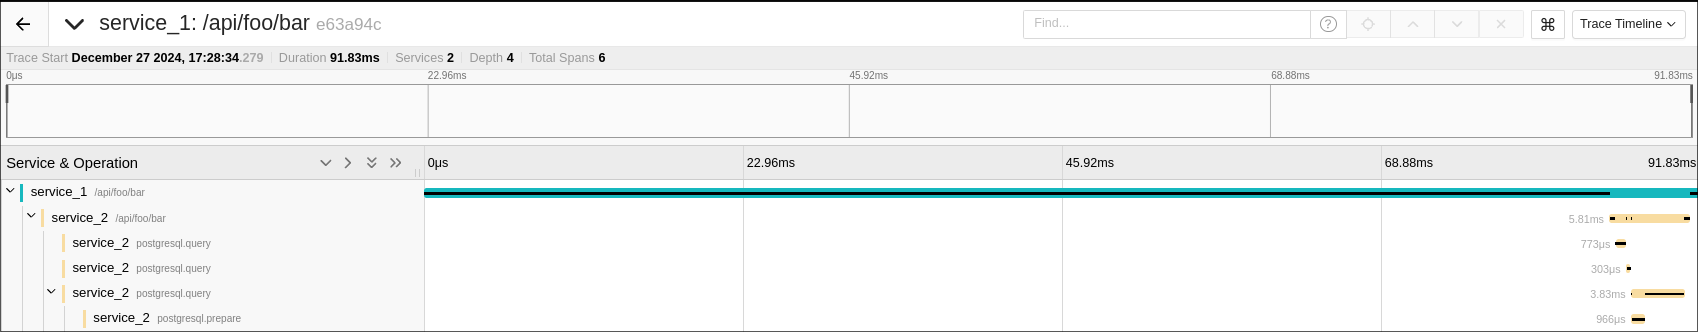 service_1: /api/foo/bar e63a94c Find... ? ⌘ Trace Timeline
Trace Start December 27 2024, 17:28:34.279 Duration 91.83ms Services 2 Depth 4 Total Spans 6
0μs 22.96ms 45.92ms 68.88ms 91.83ms
Service & Operation 0μs 22.96ms 45.92ms 68.88ms 91.83ms
service_1 /api/foo/bar
service_2 /api/foo/bar 5.81ms
service_2 postgresql.query 773μs
service_2 postgresql.query 303μs
service_2 postgresql.query 3.83ms
service_2 postgresql.prepare 966μs